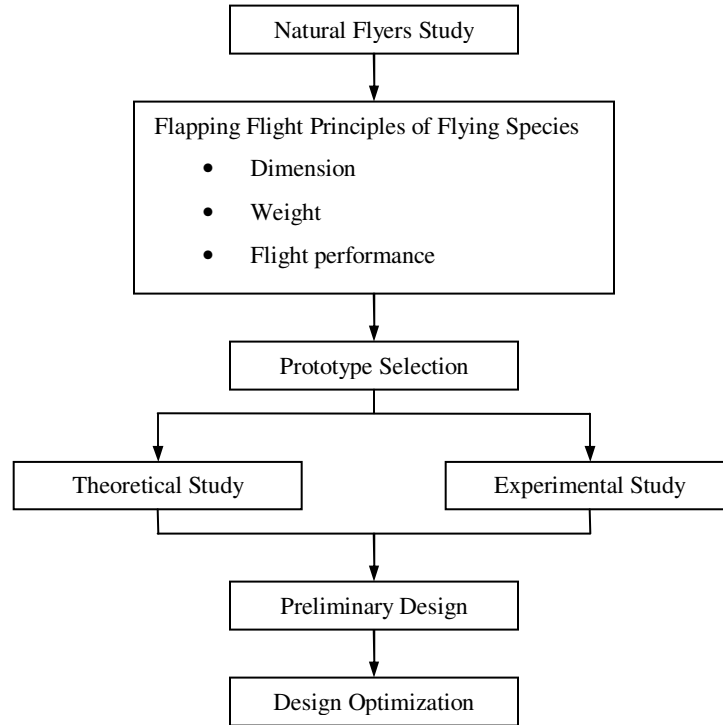 Natural Flyers Study
Flapping Flight Principles of Flying Species
• Dimension
• Weight
• Flight performance
Prototype Selection
Theoretical Study
Experimental Study
Preliminary Design
Design Optimization